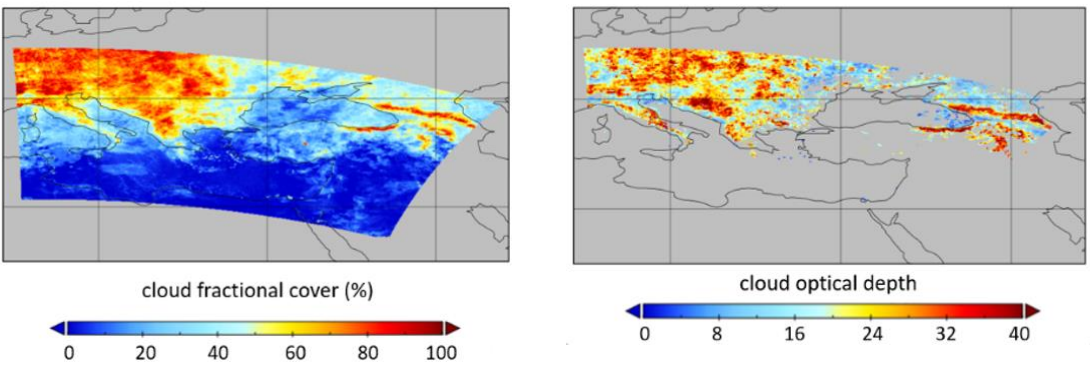 cloud fractional cover (%)
0 20 40 60 80 100
cloud optical depth
0 8 16 24 32 40